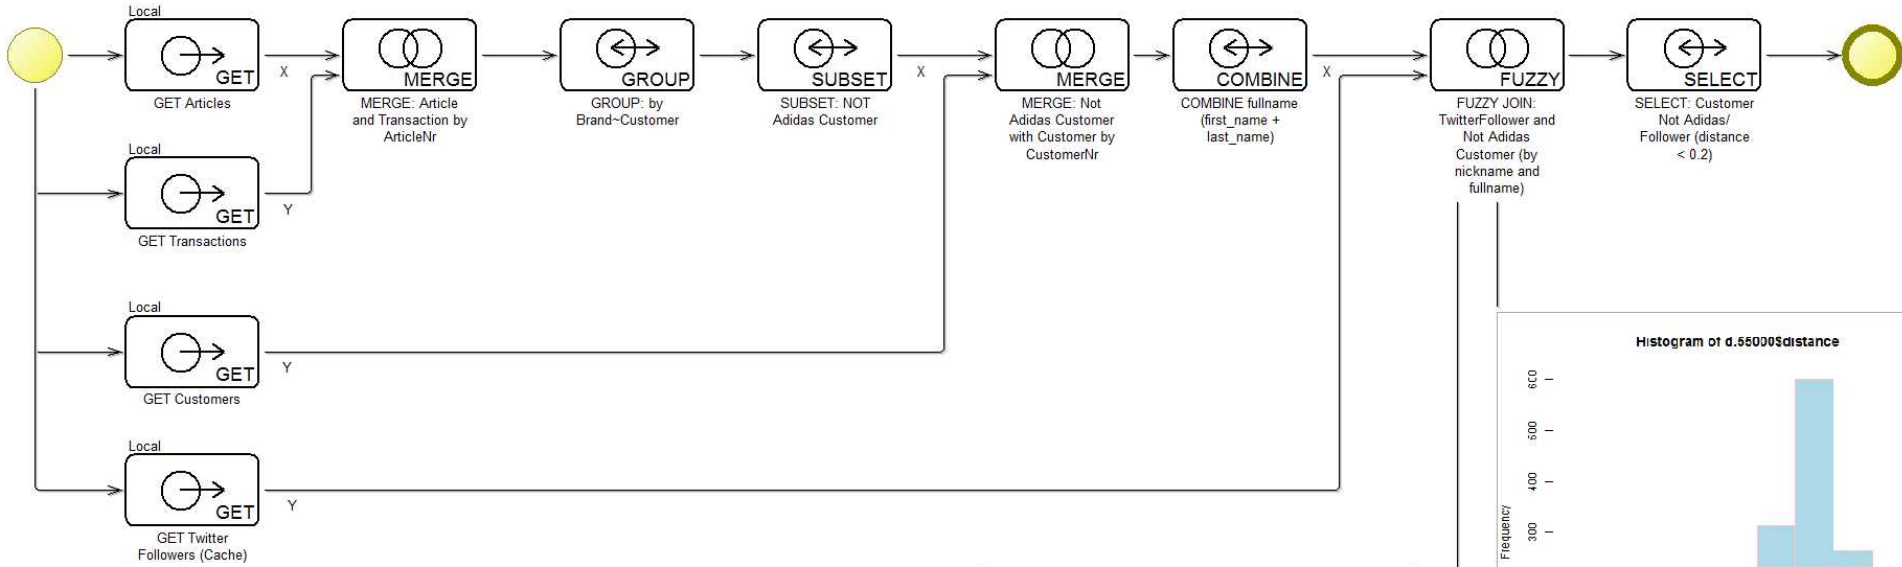 Local
GET
GET Articles
X
MERGE
MERGE: Article
and Transaction by
ArticleNr
GROUP
GROUP: by
Brand~Customer
SUBSET
SUBSET: NOT
Adidas Customer
X
MERGE
MERGE: Not
Adidas Customer
with Customer by
CustomerNr
COMBINE
COMBINE fullname
(first_name +
last_name)
X
FUZZY
FUZZY JOIN:
TwitterFollower and
Not Adidas
Customer (by
nickname and
fullname)
SELECT
SELECT: Customer
Not Adidas/
Follower (distance
< 0.2)
Local
GET
GET Transactions
Y
Local
GET
GET Customers
Y
Local
GET
GET Twitter
Followers (Cache)
Y
Histogram of d.55000$distance
600
500
400
300
Frequency